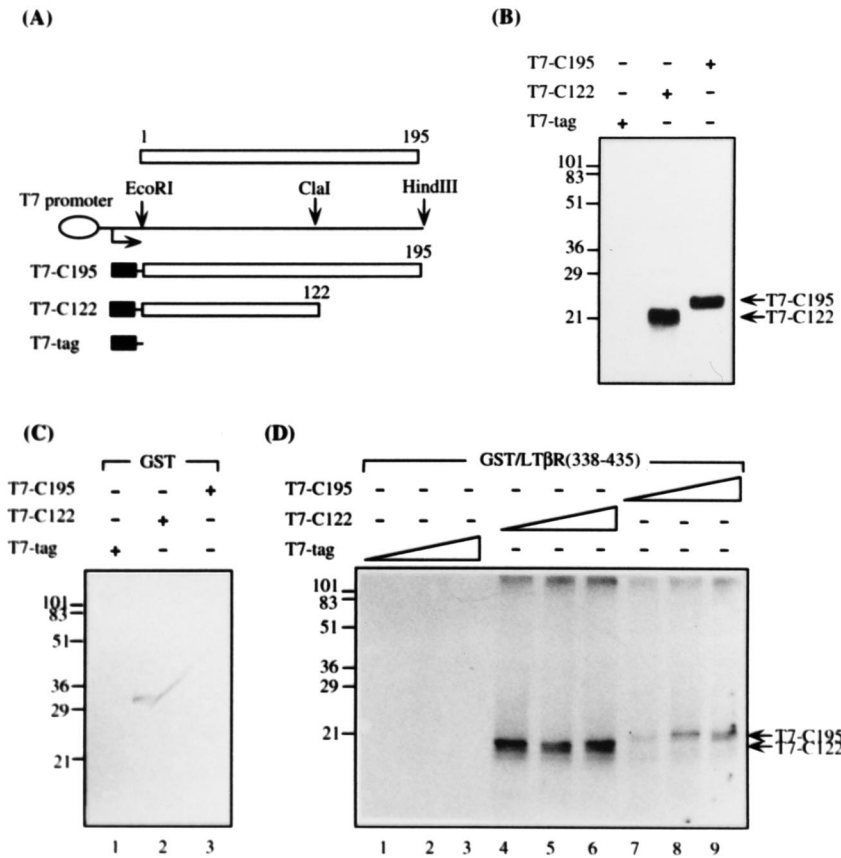 (A)
1 195
EcoRI ClaI HindIII
T7 promoter
195
T7-C195
122
T7-C122
T7-tag
(B)
T7-C195 - - +
T7-C122 - + -
T7-tag + - -
101
83
51
36
29
21
T7-C195
T7-C122
(C)
GST
T7-C195 - - +
T7-C122 - + -
T7-tag + - -
101
83
51
36
29
21
1 2 3
(D)
GST/LTβR(338-435)
T7-C195 - - - - - -
T7-C122 - - - - - -
T7-tag - - - - - -
101
83
51
36
29
21
T7-C195
T7-C122
1 2 3 4 5 6 7 8 9